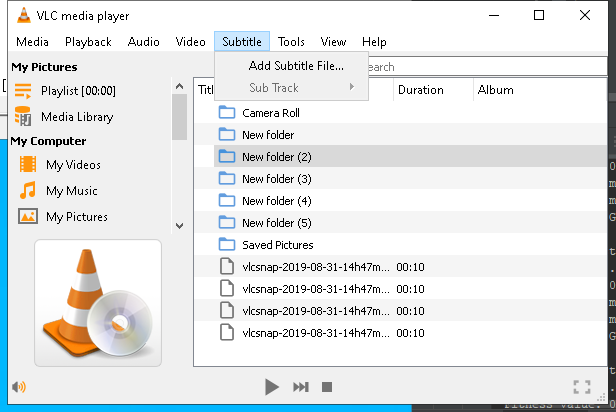 VLC media player
Media Playback Audio Video Subtitle Tools View Help
Add Subtitle File...
Sub Track
My Pictures
Playlist [00:00]
Media Library
My Computer
My Videos
My Music
My Pictures
Duration Album
Camera Roll
New folder
New folder (2)
New folder (3)
New folder (4)
New folder (5)
Saved Pictures
vlcsnap-2019-08-31-14h47m... 00:10
vlcsnap-2019-08-31-14h47m... 00:10
vlcsnap-2019-08-31-14h47m... 00:10
vlcsnap-2019-08-31-14h47m... 00:10